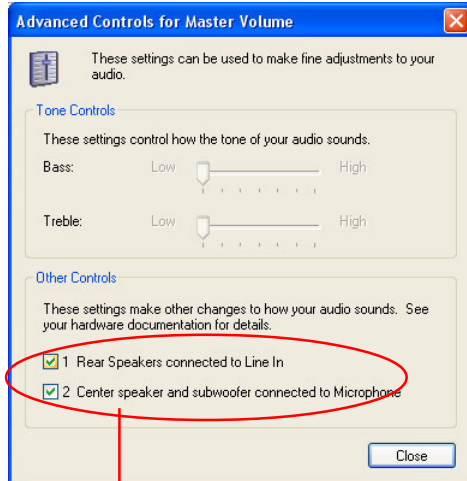 Advanced Controls for Master Volume
These settings can be used to make fine adjustments to your
audio.
Tone Controls
These settings control how the tone of your audio sounds.
Bass: Low High
Treble: Low High
Other Controls
These settings make other changes to how your audio sounds. See
your hardware documentation for details.
1 Rear Speakers connected to Line In
2 Center speaker and subwoofer connected to Microphone
Close